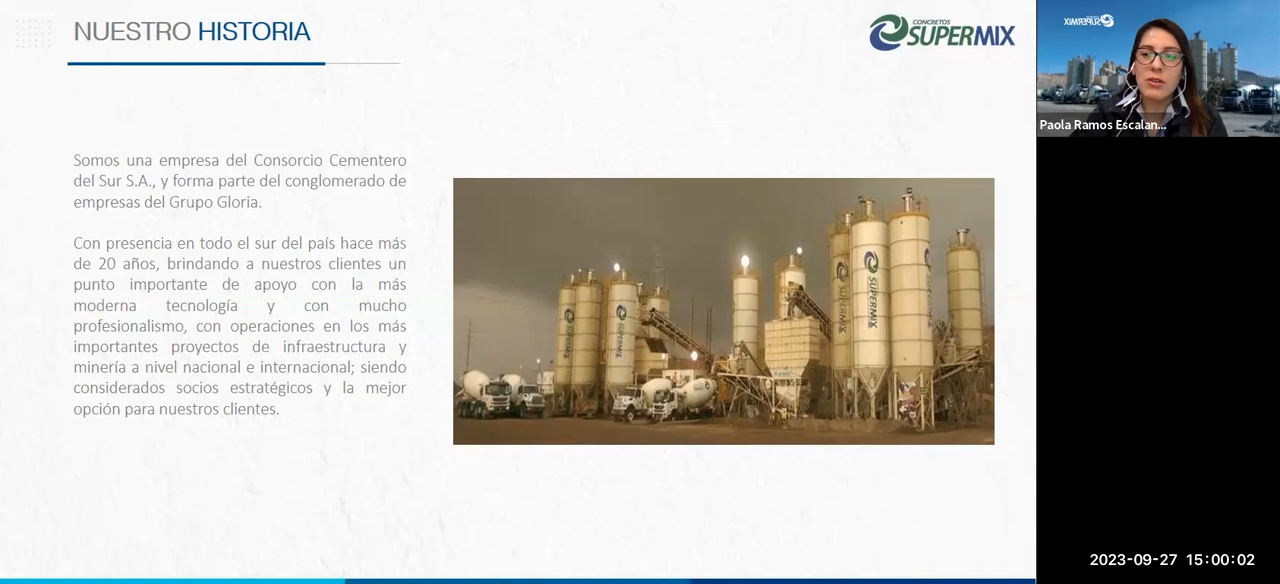 NUESTRO HISTORIA
CONCRETOS
SUPERMIX
Somos una empresa del Consorcio Cementero
del Sur S.A., y forma parte del conglomerado de
empresas del Grupo Gloria.
Con presencia en todo el sur del país hace más
de 20 años, brindando a nuestros clientes un
punto importante de apoyo con la más
moderna tecnología y con mucho
profesionalismo, con operaciones en los más
importantes proyectos de infraestructura y
minería a nivel nacional e internacional; siendo
considerados socios estratégicos y la mejor
opción para nuestros clientes.
SUPERMIX
SUPERMIX
SUPERMIX
SUPERMIX
SUPERMIX
Paola Ramos Escalan...
2023-09-27 15:00:02